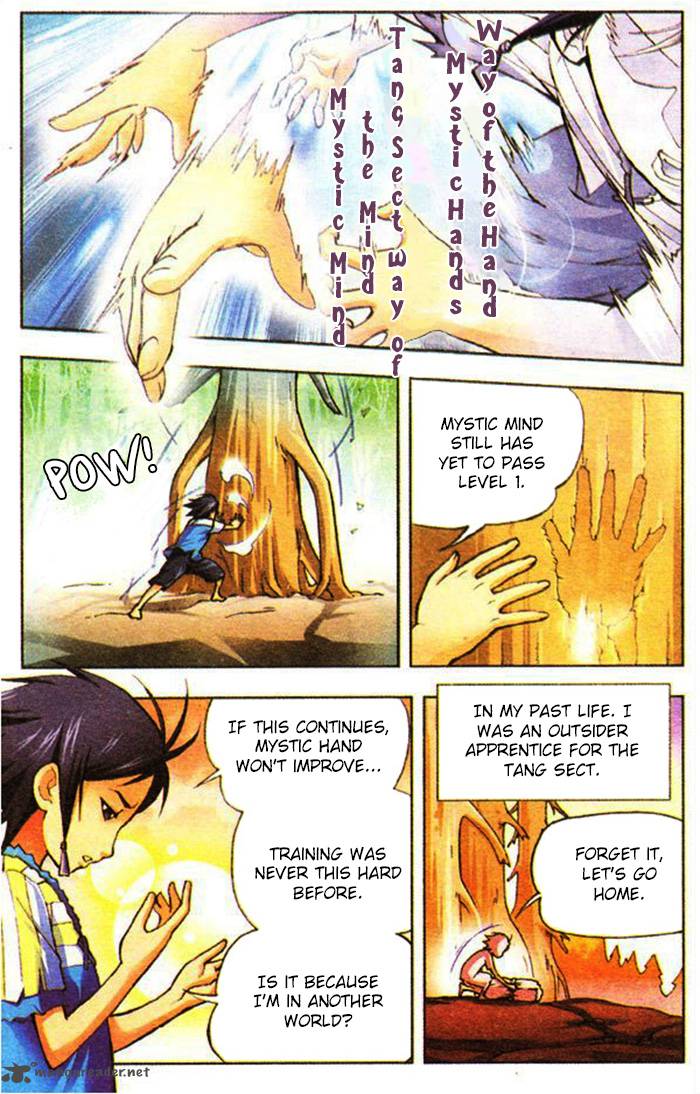 Way of the Hand
Mystic Hands
Tang Sect Way of
the Mind
Mystic Mind
POW!
MYSTIC MIND
STILL HAS
YET TO PASS
LEVEL 1.
IF THIS CONTINUES,
MYSTIC HAND
WON'T IMPROVE...
TRAINING WAS
NEVER THIS HARD
BEFORE.
IS IT BECAUSE
I'M IN ANOTHER
WORLD?
IN MY PAST LIFE. I
WAS AN OUTSIDER
APPRENTICE FOR THE
TANG SECT.
FORGET IT,
LET'S GO
HOME.
mangareader.net